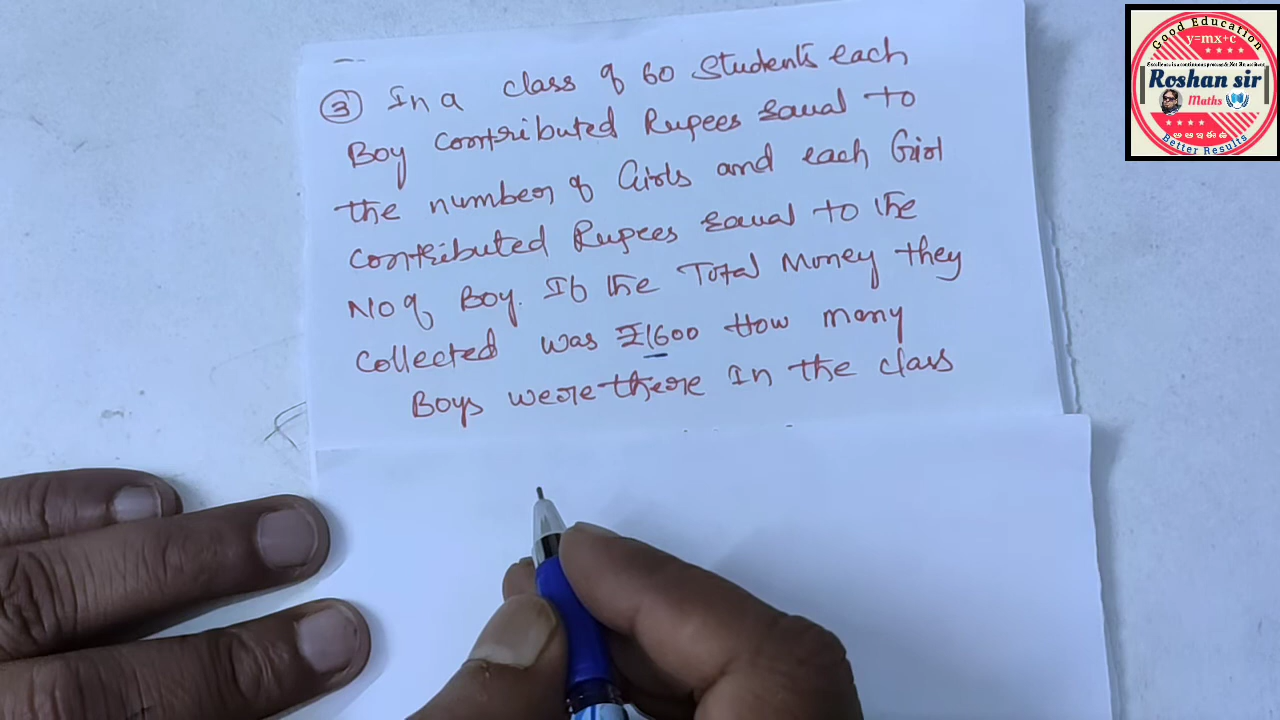 ③ In a class of 60 Students each
Boy contributed Rupees equal to
the number of Girls and each Girl
contributed Rupees equal to the
No of Boy. If the Total Money they
collected was ₹1600 How many
Boys were there In the class
Good Education
y=mx+c
Roshan sir
Maths
Better Results